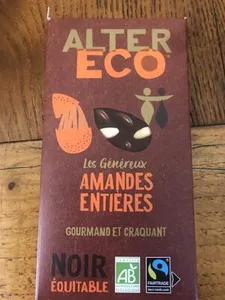 ALTER
ECO
Les Généreux
AMANDES
ENTIÈRES
GOURMAND ET CRAQUANT
NOIR
ÉQUITABLE
AB
FAIRTRADE